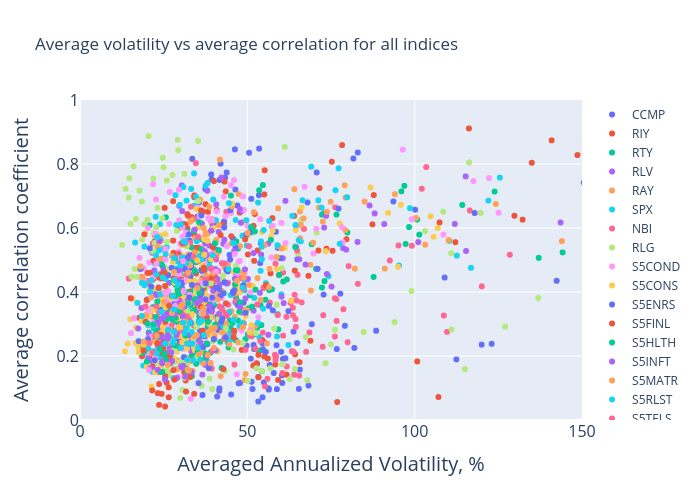 Average volatility vs average correlation for all indices
Average correlation coefficient
1
0.8
0.6
0.4
0.2
0
0
50
100
150
Averaged Annualized Volatility, %
CCMP
RIY
RTY
RLV
RAY
SPX
NBI
RLG
S5COND
S5CONS
S5ENRS
S5FINL
S5HLTH
S5INFT
S5MATR
S5RLST
S5TELS